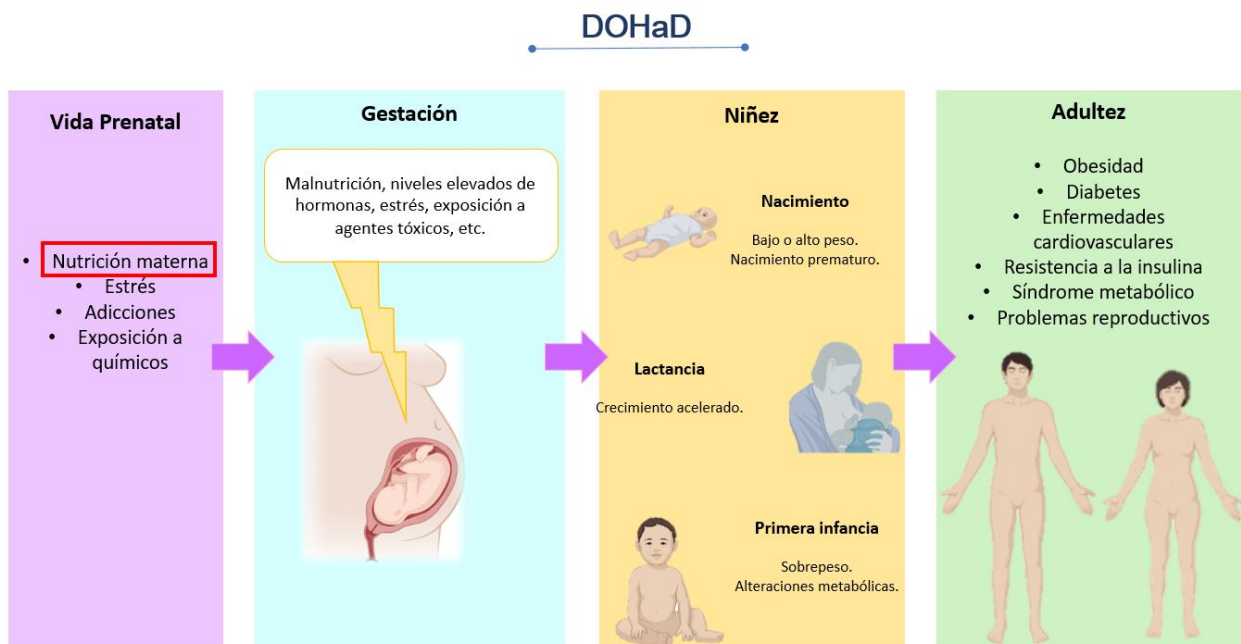 DOHaD
Vida Prenatal
• Nutrición materna
• Estrés
• Adicciones
• Exposición a
químicos
Gestación
Malnutrición, niveles elevados de
hormonas, estrés, exposición a
agentes tóxicos, etc.
Niñez
Nacimiento
Bajo o alto peso.
Nacimiento prematuro.
Lactancia
Crecimiento acelerado.
Primera infancia
Sobrepeso.
Alteraciones metabólicas.
Adultez
• Obesidad
• Diabetes
• Enfermedades
cardiovasculares
• Resistencia a la insulina
• Síndrome metabólico
• Problemas reproductivos